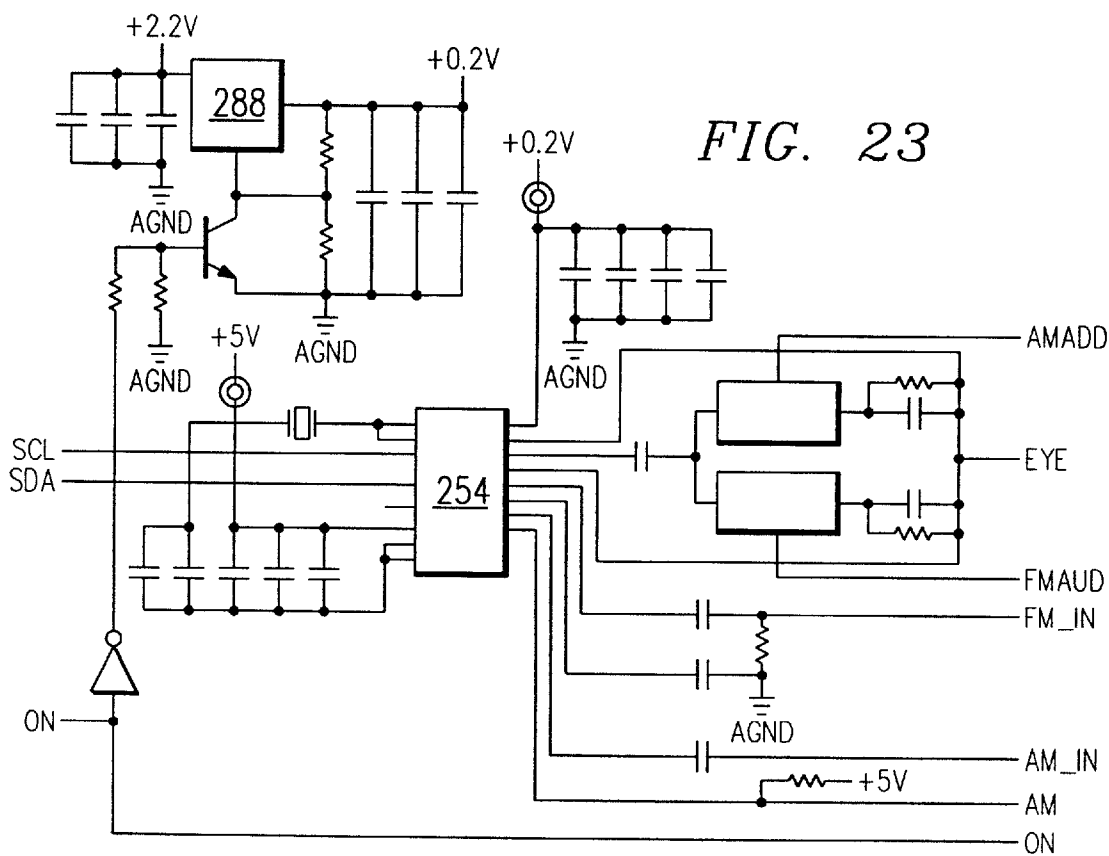 +2.2V
288
+0.2V
FIG. 23
+0.2V
AGND
AGND
AGND
+5V
AGND
AMADD
SCL
EYE
SDA
254
FMAUD
FM_IN
AGND
ON
AM_IN
+5V
AM
ON